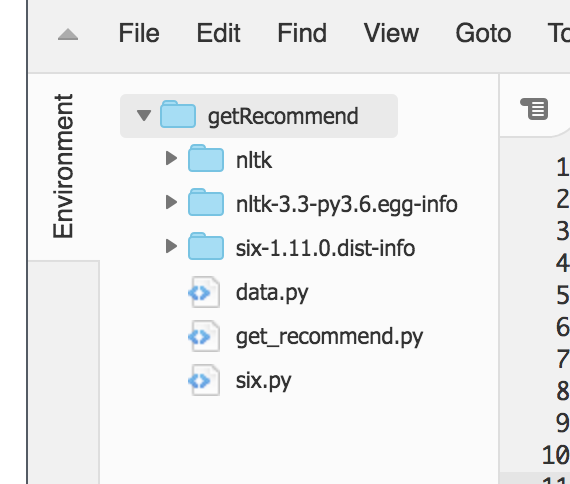 File Edit Find View Goto To
Environment
getRecommend
nltk
nltk-3.3-py3.6.egg-info
six-1.11.0.dist-info
data.py
get_recommend.py
six.py
1
2
3
4
5
6
7
8
9
10
11